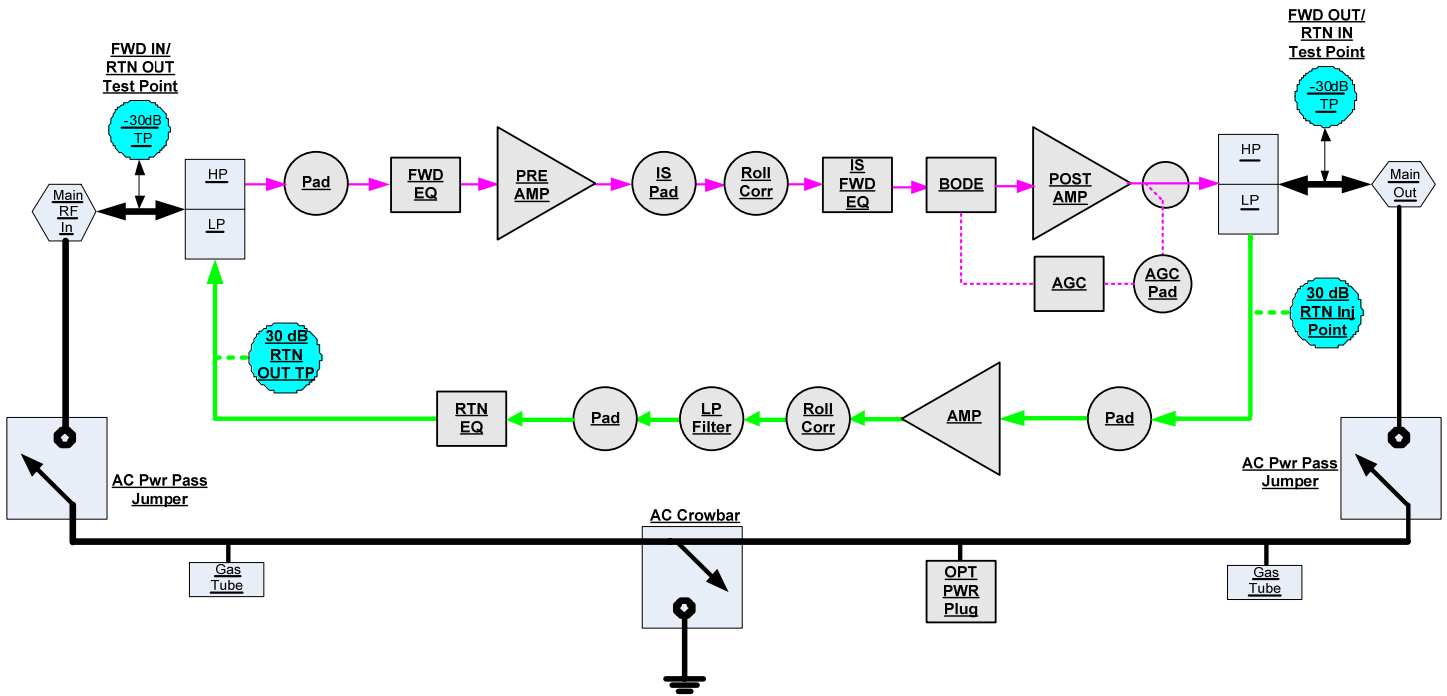 FWD IN/
RTN OUT
Test Point
-30dB
TP
FWD OUT/
RTN IN
Test Point
-30dB
TP
Main
RF
In
HP
LP
Pad
FWD
EQ
PRE
AMP
IS
Pad
Roll
Corr
IS
FWD
EQ
BODE
POST
AMP
HP
LP
Main
Out
AGC
AGC
Pad
30 dB
RTN Inj
Point
30 dB
RTN
OUT TP
RTN
EQ
Pad
LP
Filter
Roll
Corr
AMP
Pad
AC Pwr Pass
Jumper
AC Pwr Pass
Jumper
AC Crowbar
Gas
Tube
OPT
PWR
Plug
Gas
Tube